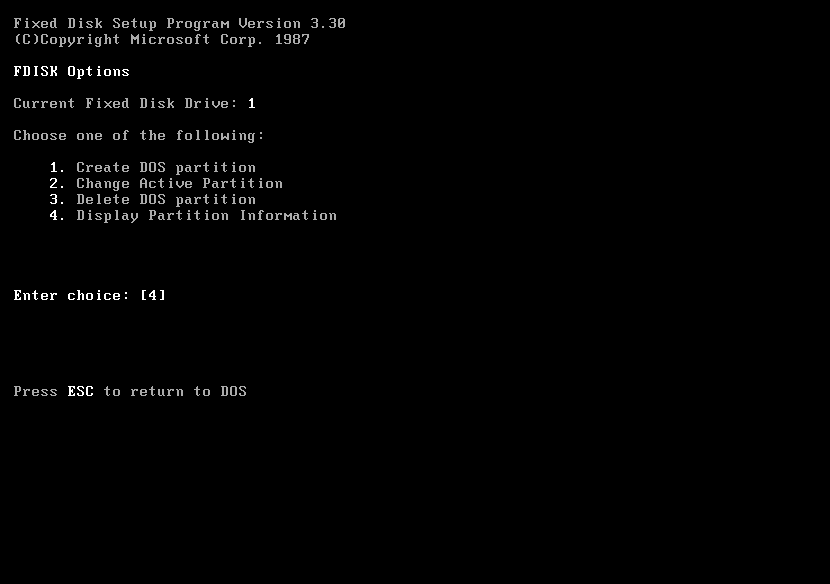 Fixed Disk Setup Program Version 3.30
(C)Copyright Microsoft Corp. 1987
FDISK Options
Current Fixed Disk Drive: 1
Choose one of the following:
1. Create DOS partition
2. Change Active Partition
3. Delete DOS partition
4. Display Partition Information
Enter choice: [4]
Press ESC to return to DOS